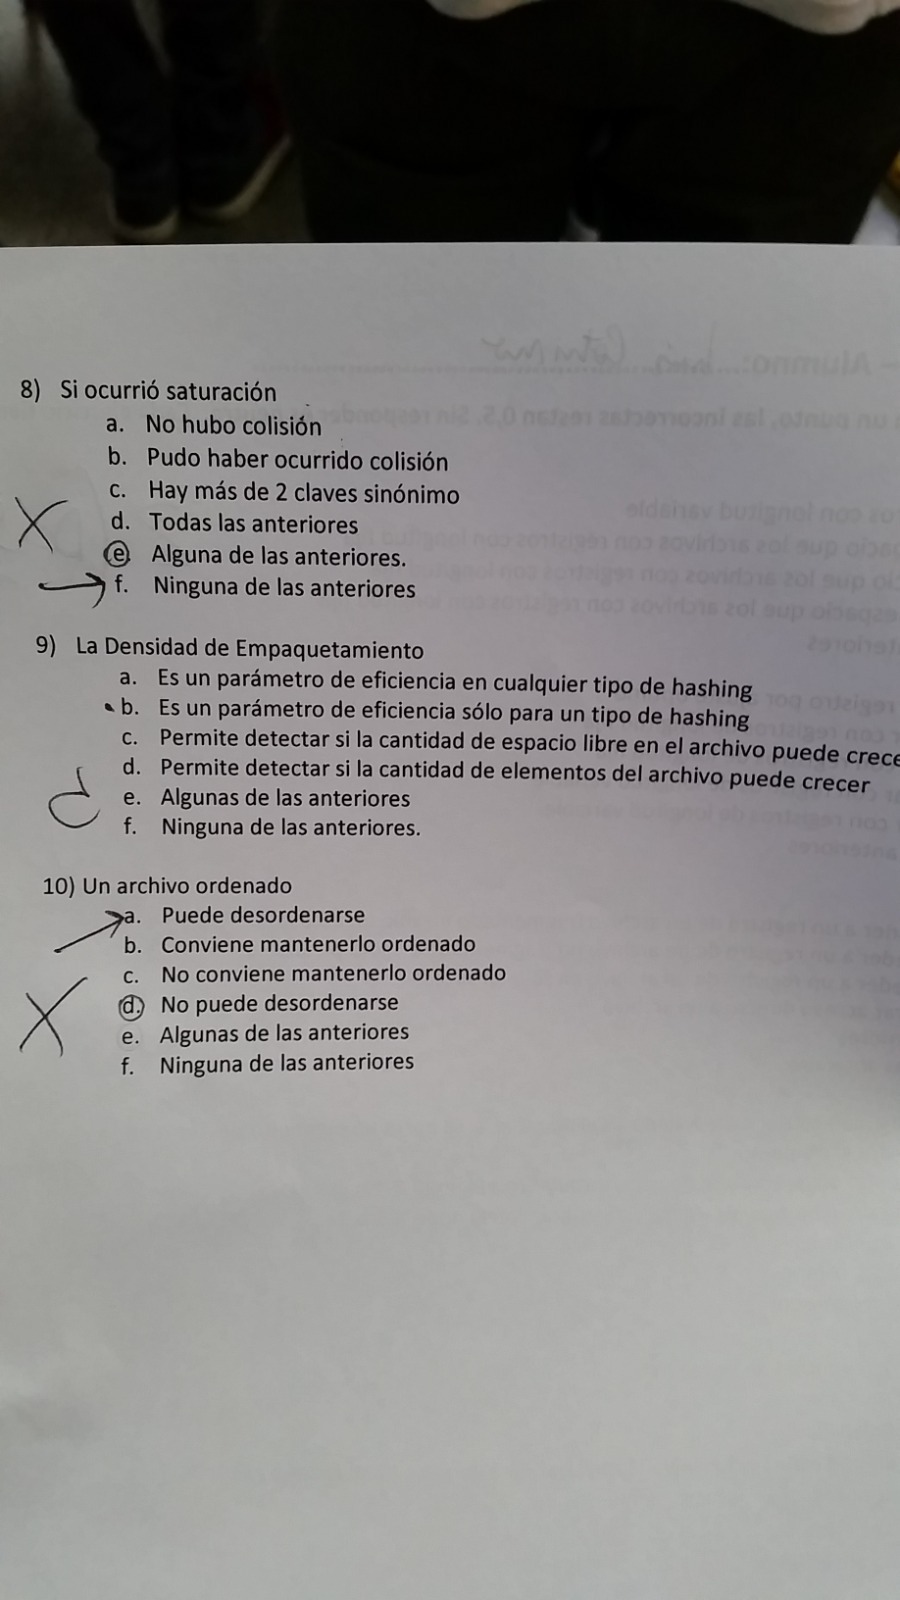 8) Si ocurrió saturación
a. No hubo colisión
b. Pudo haber ocurrido colisión
c. Hay más de 2 claves sinónimo
d. Todas las anteriores
e. Alguna de las anteriores.
f. Ninguna de las anteriores
9) La Densidad de Empaquetamiento
a. Es un parámetro de eficiencia en cualquier tipo de hashing
b. Es un parámetro de eficiencia sólo para un tipo de hashing
c. Permite detectar si la cantidad de espacio libre en el archivo puede crece
d. Permite detectar si la cantidad de elementos del archivo puede crecer
e. Algunas de las anteriores
f. Ninguna de las anteriores.
10) Un archivo ordenado
a. Puede desordenarse
b. Conviene mantenerlo ordenado
c. No conviene mantenerlo ordenado
d. No puede desordenarse
e. Algunas de las anteriores
f. Ninguna de las anteriores